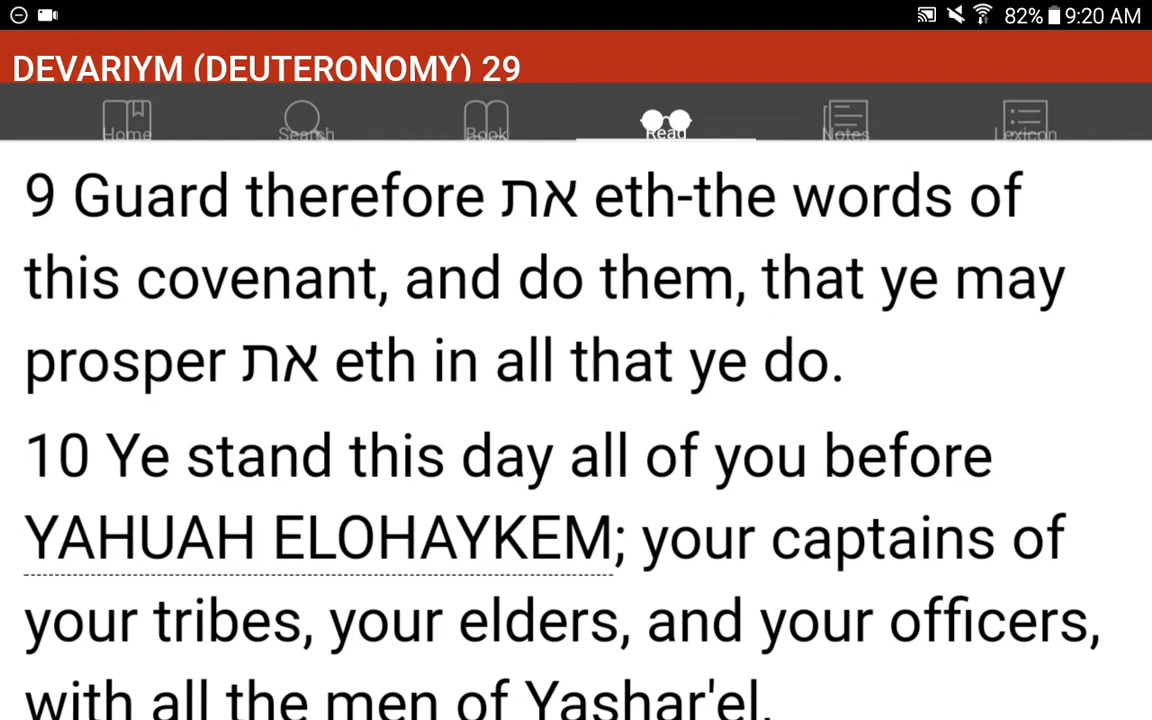 82% 9:20 AM
DEVARIYM (DEUTERONOMY) 29
Home Search Book Read Notes Lexicon
9 Guard therefore את eth-the words of
this covenant, and do them, that ye may
prosper את eth in all that ye do.
10 Ye stand this day all of you before
YAHUAH ELOHAYKEM; your captains of
your tribes, your elders, and your officers,
with all the men of Yashar'el,